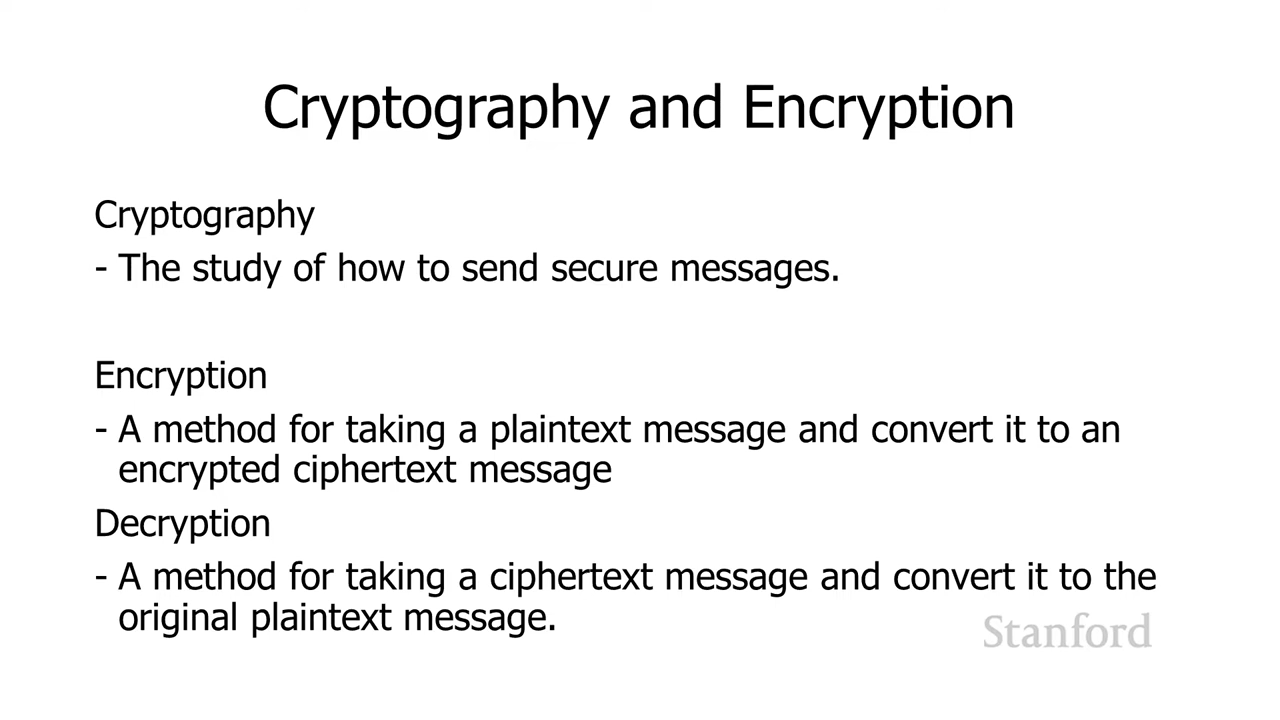 Cryptography and Encryption
Cryptography
- The study of how to send secure messages.
Encryption
- A method for taking a plaintext message and convert it to an
encrypted ciphertext message
Decryption
- A method for taking a ciphertext message and convert it to the
original plaintext message.
Stanford